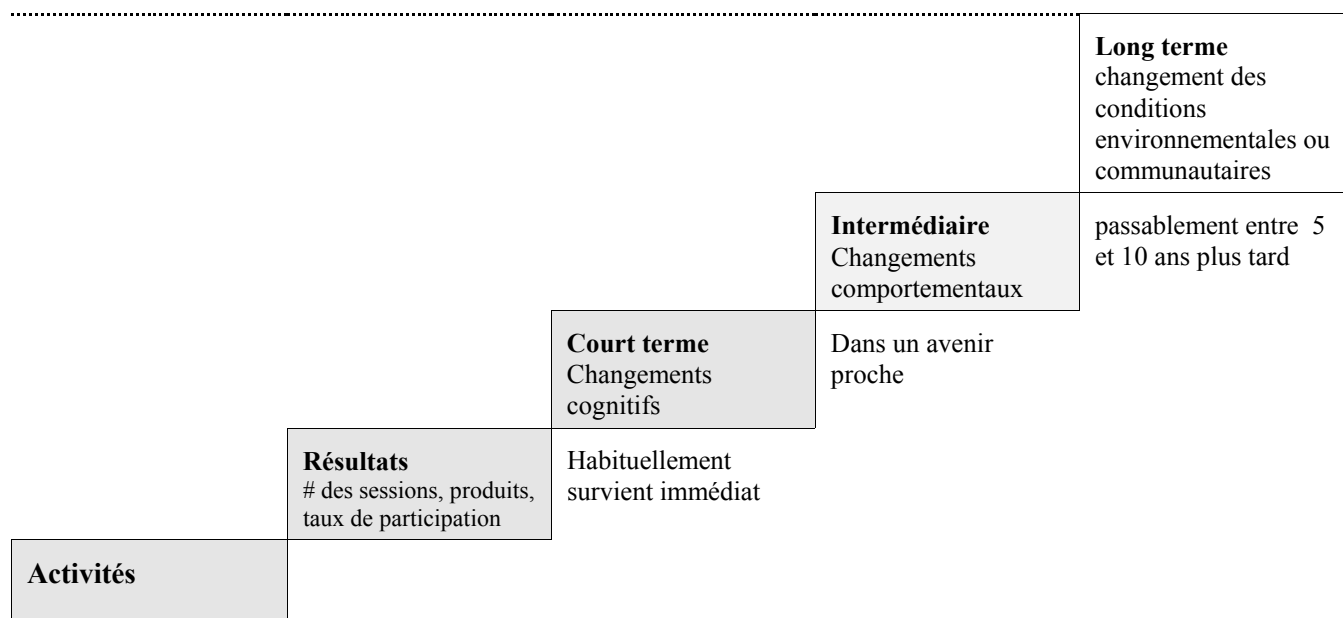 Long terme
changement des
conditions
environnementales ou
communautaires
Intermédiaire
Changements
comportementaux
passablement entre 5
et 10 ans plus tard
Court terme
Changements
cognitifs
Dans un avenir
proche
Résultats
# des sessions, produits,
taux de participation
Habituellement
survient immédiat
Activités